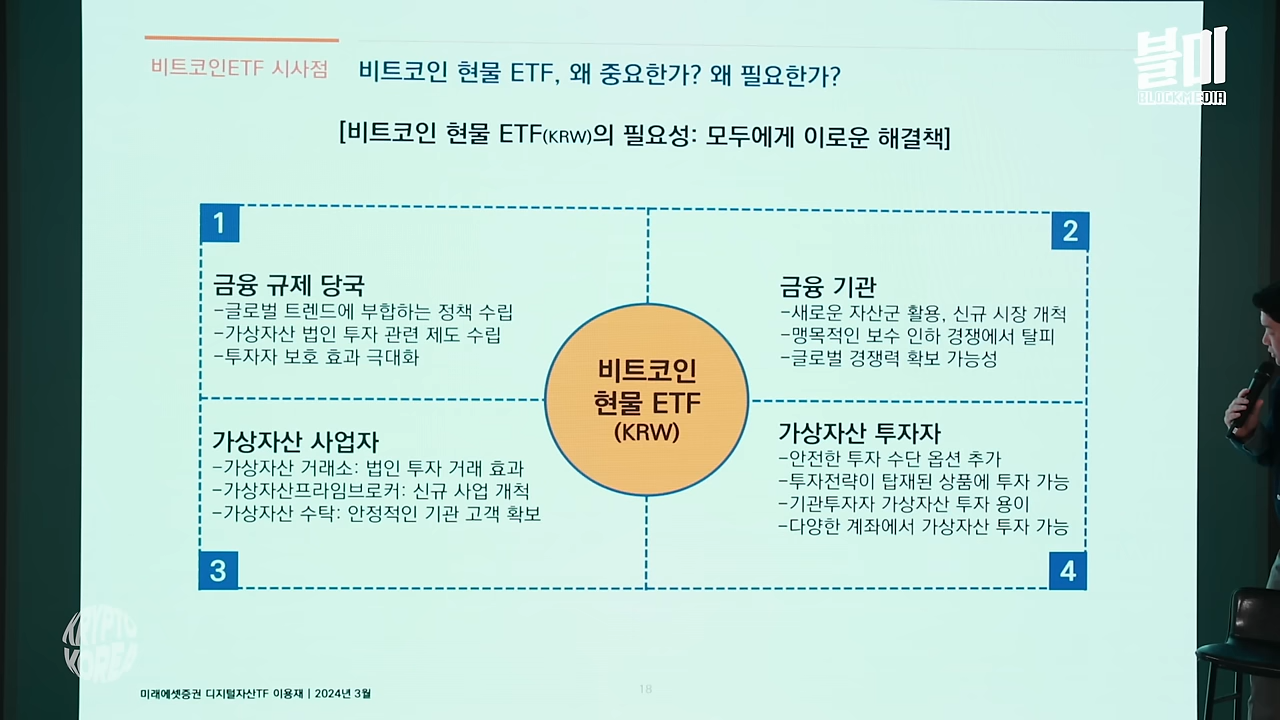 블미
BLOCKMEDIA
비트코인ETF 시사점
비트코인 현물 ETF, 왜 중요한가? 왜 필요한가?
[비트코인 현물 ETF(KRW)의 필요성: 모두에게 이로운 해결책]
1
금융 규제 당국
-글로벌 트렌드에 부합하는 정책 수립
-가상자산 법인 투자 관련 제도 수립
-투자자 보호 효과 극대화
2
금융 기관
-새로운 자산군 활용, 신규 시장 개척
-맹목적인 보수 인하 경쟁에서 탈피
-글로벌 경쟁력 확보 가능성
비트코인
현물 ETF
(KRW)
가상자산 사업자
-가상자산 거래소: 법인 투자 거래 효과
-가상자산프라임브로커: 신규 사업 개척
-가상자산 수탁: 안정적인 기관 고객 확보
3
가상자산 투자자
-안전한 투자 수단 옵션 추가
-투자전략이 탑재된 상품에 투자 가능
-기관투자자 가상자산 투자 용이
-다양한 계좌에서 가상자산 투자 가능
4
KRYPTO
KOREA
미래에셋증권 디지털자산TF 이용재 | 2024년 3월
18